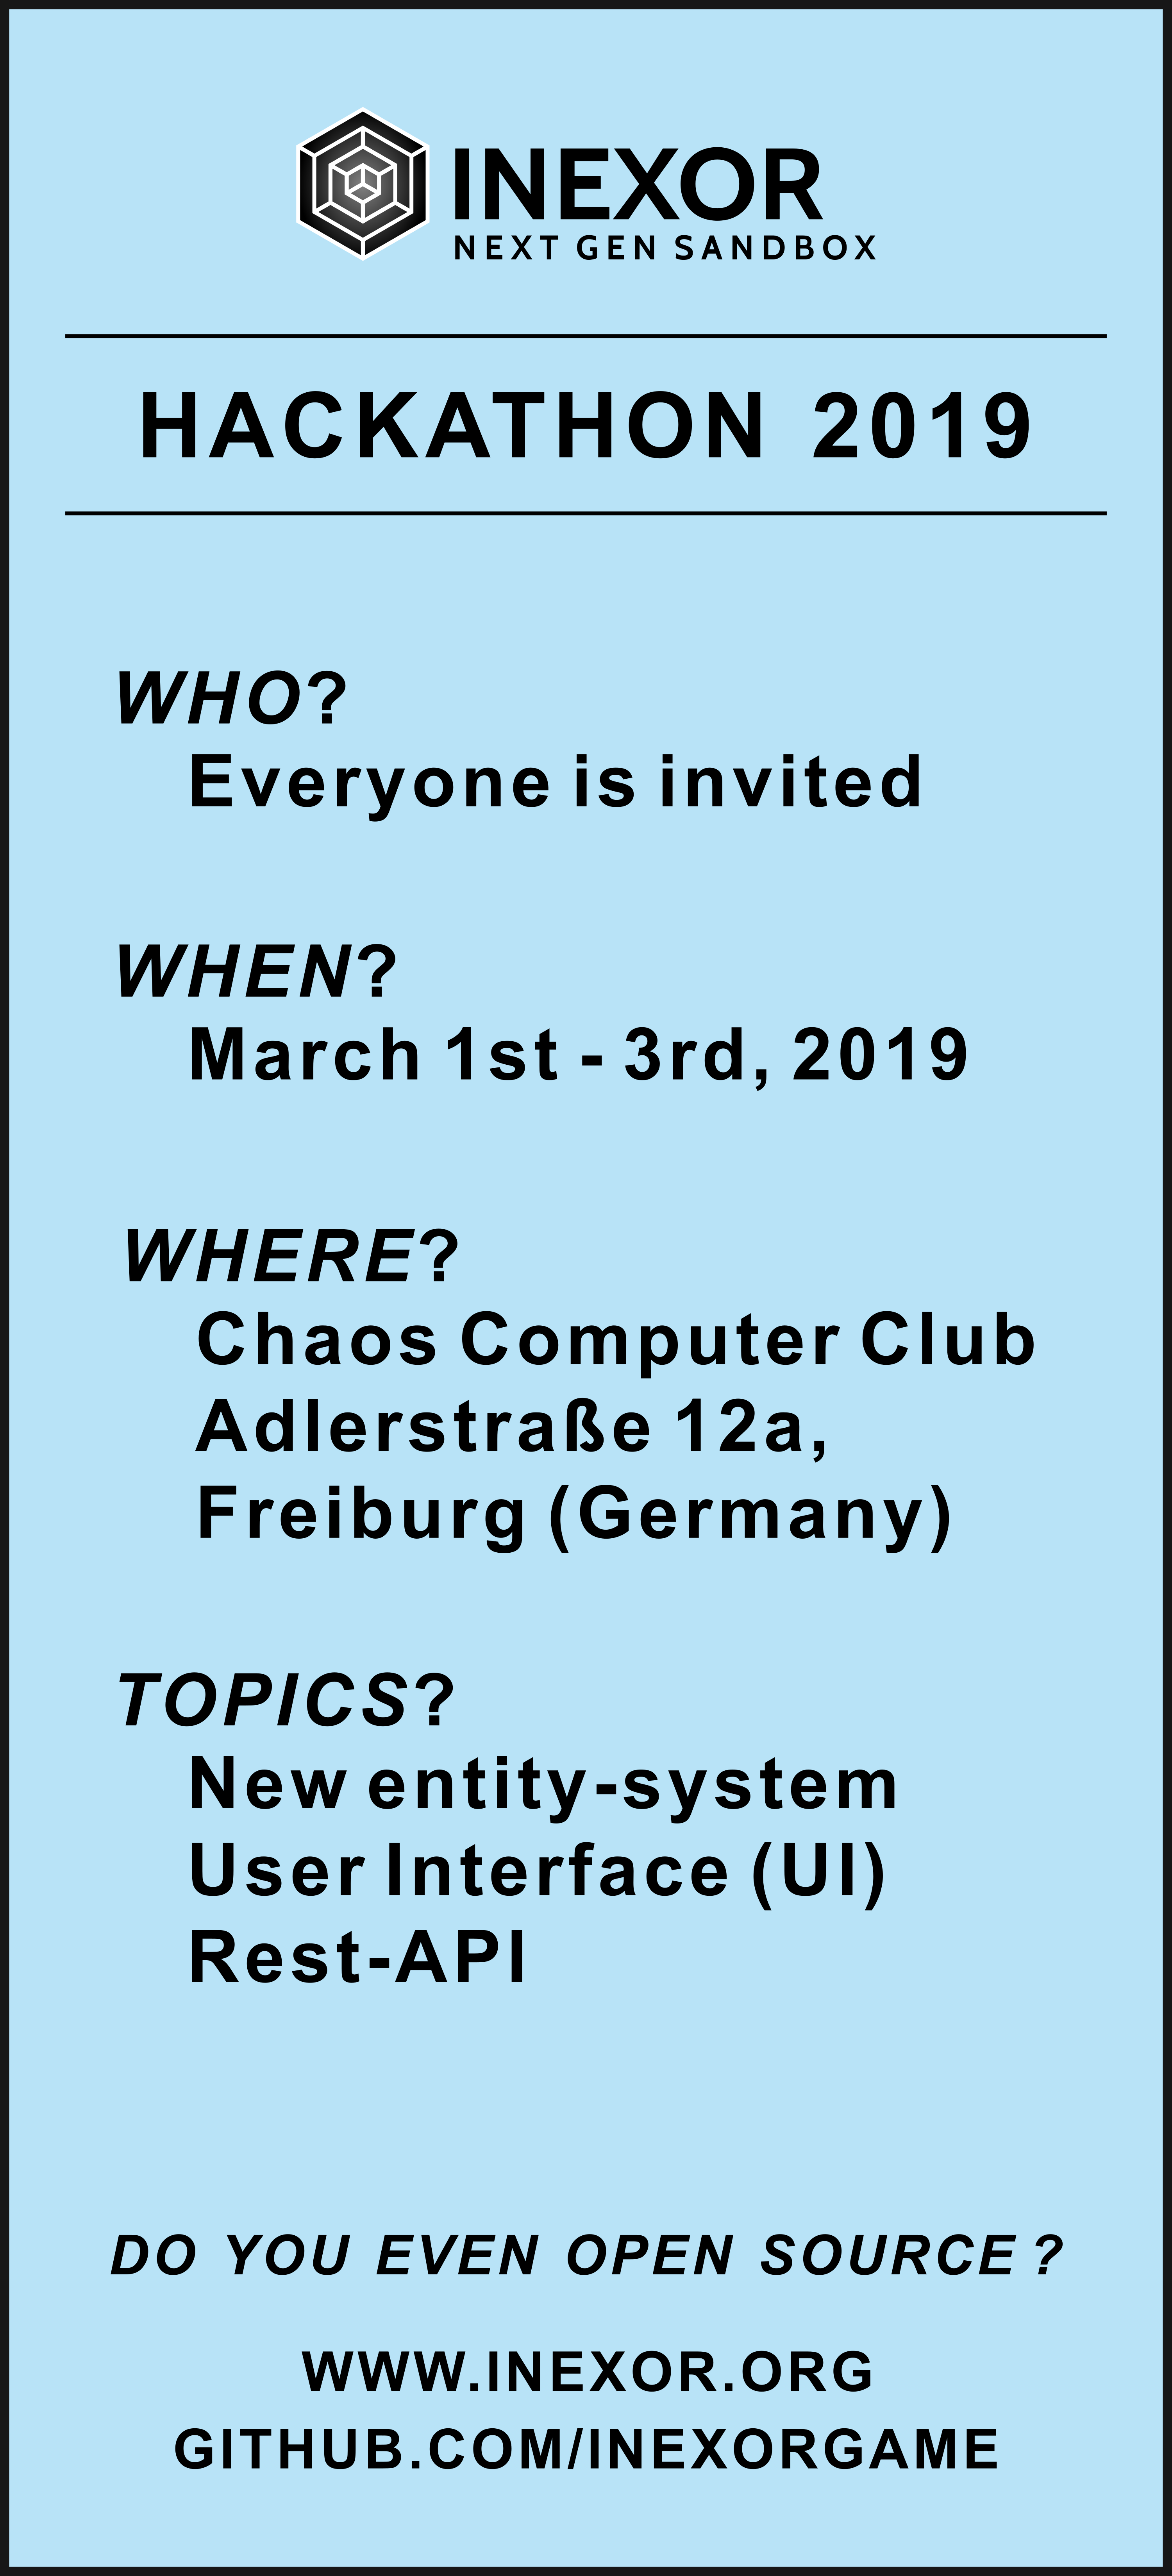 INEXOR
NEXT GEN SANDBOX
HACKATHON 2019
WHO?
Everyone is invited
WHEN?
March 1st - 3rd, 2019
WHERE?
Chaos Computer Club
Adlerstraße 12a,
Freiburg (Germany)
TOPICS?
New entity-system
User Interface (UI)
Rest-API
DO YOU EVEN OPEN SOURCE ?
WWW.INEXOR.ORG
GITHUB.COM/INEXORGAME